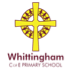 Whittingham
C of E PRIMARY SCHOOL